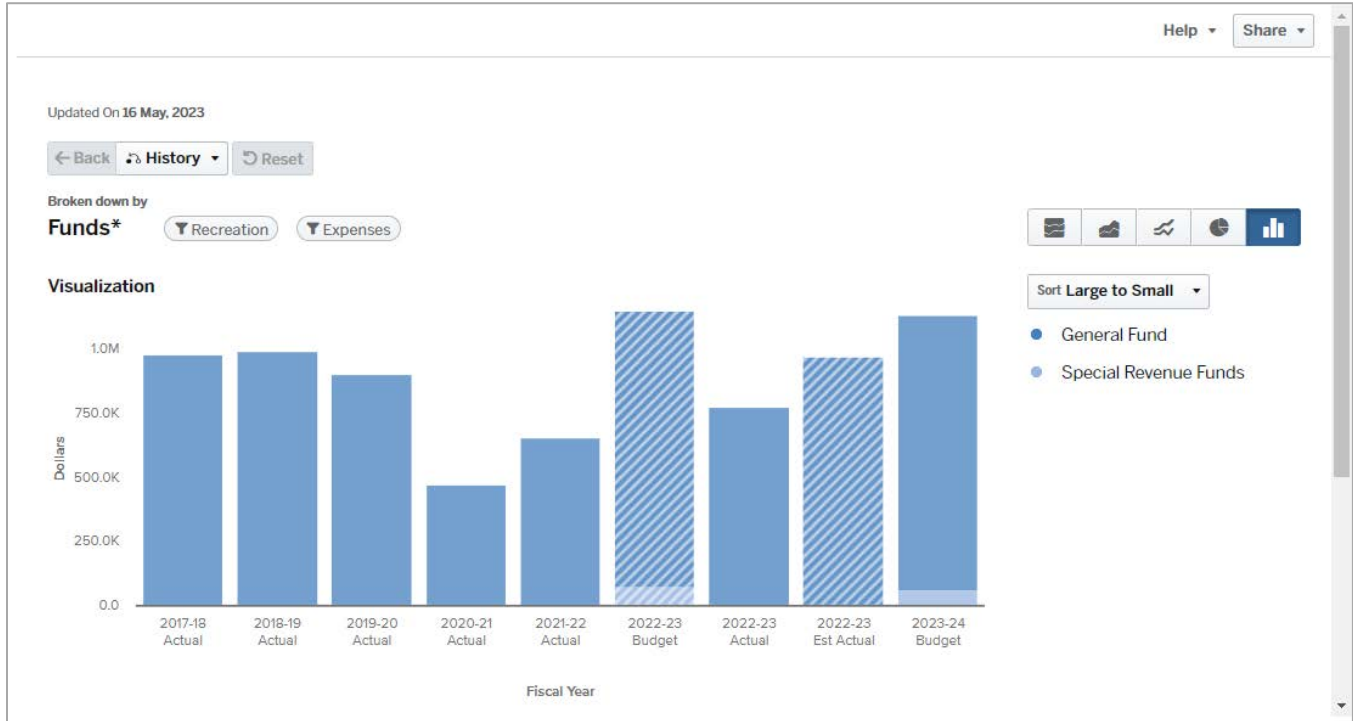 Help
Share
Updated On 16 May, 2023
Back
History
Reset
Broken down by
Funds*
Recreation
Expenses
Visualization
Sort Large to Small
General Fund
Special Revenue Funds
Dollars
1.0M
750.0K
500.0K
250.0K
0.0
2017-18
Actual
2018-19
Actual
2019-20
Actual
2020-21
Actual
2021-22
Actual
2022-23
Budget
2022-23
Actual
2022-23
Est Actual
2023-24
Budget
Fiscal Year